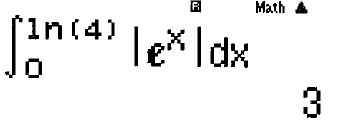 R Math ▲
∫₀^ln(4) |e^x|dx
3